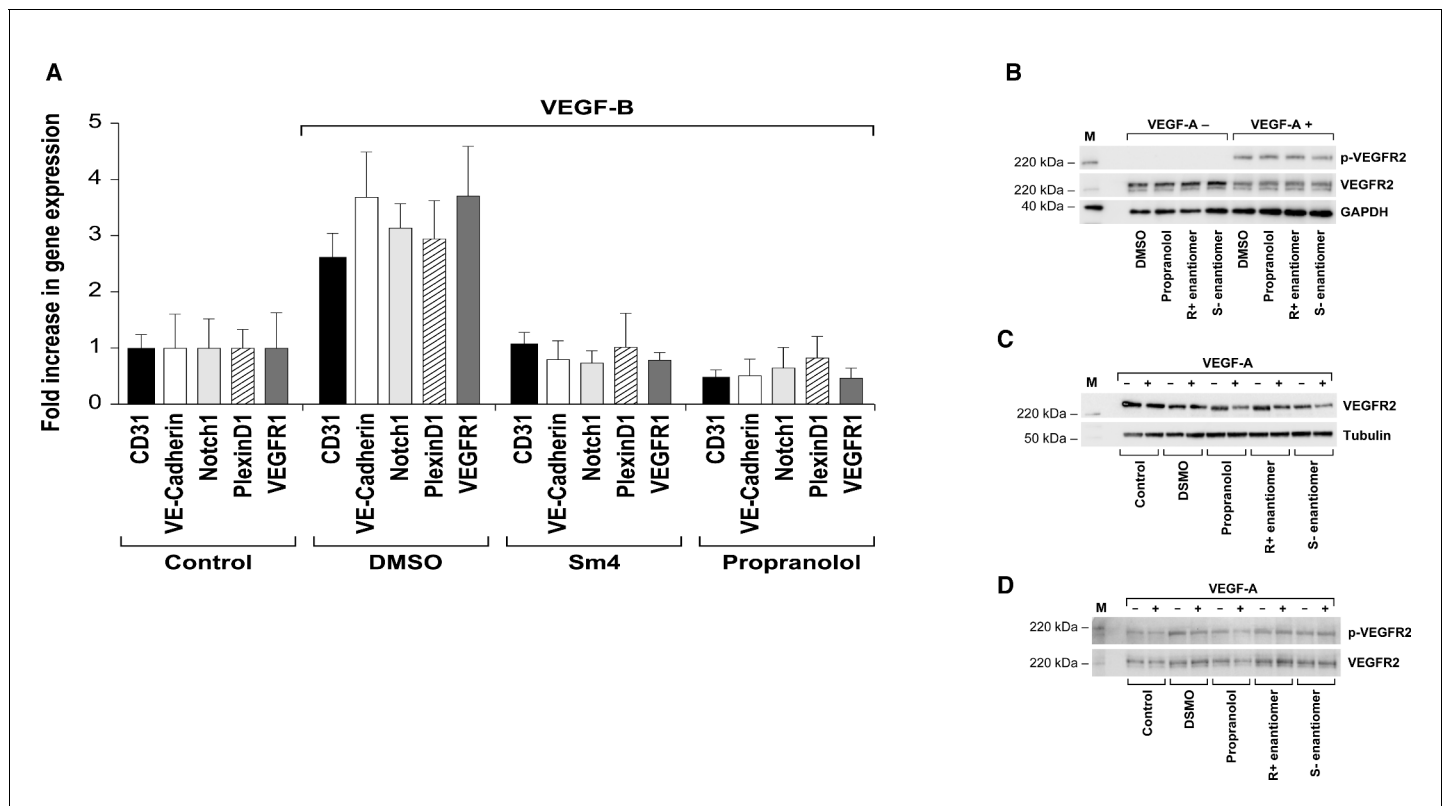 A
VEGF-B
Fold increase in gene expression
5
4
3
2
1
0
CD31
VE-Cadherin
Notch1
PlexinD1
VEGFR1
CD31
VE-Cadherin
Notch1
PlexinD1
VEGFR1
CD31
VE-Cadherin
Notch1
PlexinD1
VEGFR1
CD31
VE-Cadherin
Notch1
PlexinD1
VEGFR1
Control
DMSO
Sm4
Propranolol
B
M
VEGF-A –
VEGF-A +
220 kDa –
p-VEGFR2
220 kDa –
VEGFR2
40 kDa –
GAPDH
DMSO
Propranolol
R+ enantiomer
S- enantiomer
DMSO
Propranolol
R+ enantiomer
S- enantiomer
C
VEGF-A
M – + – + – + – + – +
220 kDa –
VEGFR2
50 kDa –
Tubulin
Control
DSMO
Propranolol
R+ enantiomer
S- enantiomer
D
VEGF-A
M – + – + – + – + – +
220 kDa –
p-VEGFR2
220 kDa –
VEGFR2
Control
DSMO
Propranolol
R+ enantiomer
S- enantiomer